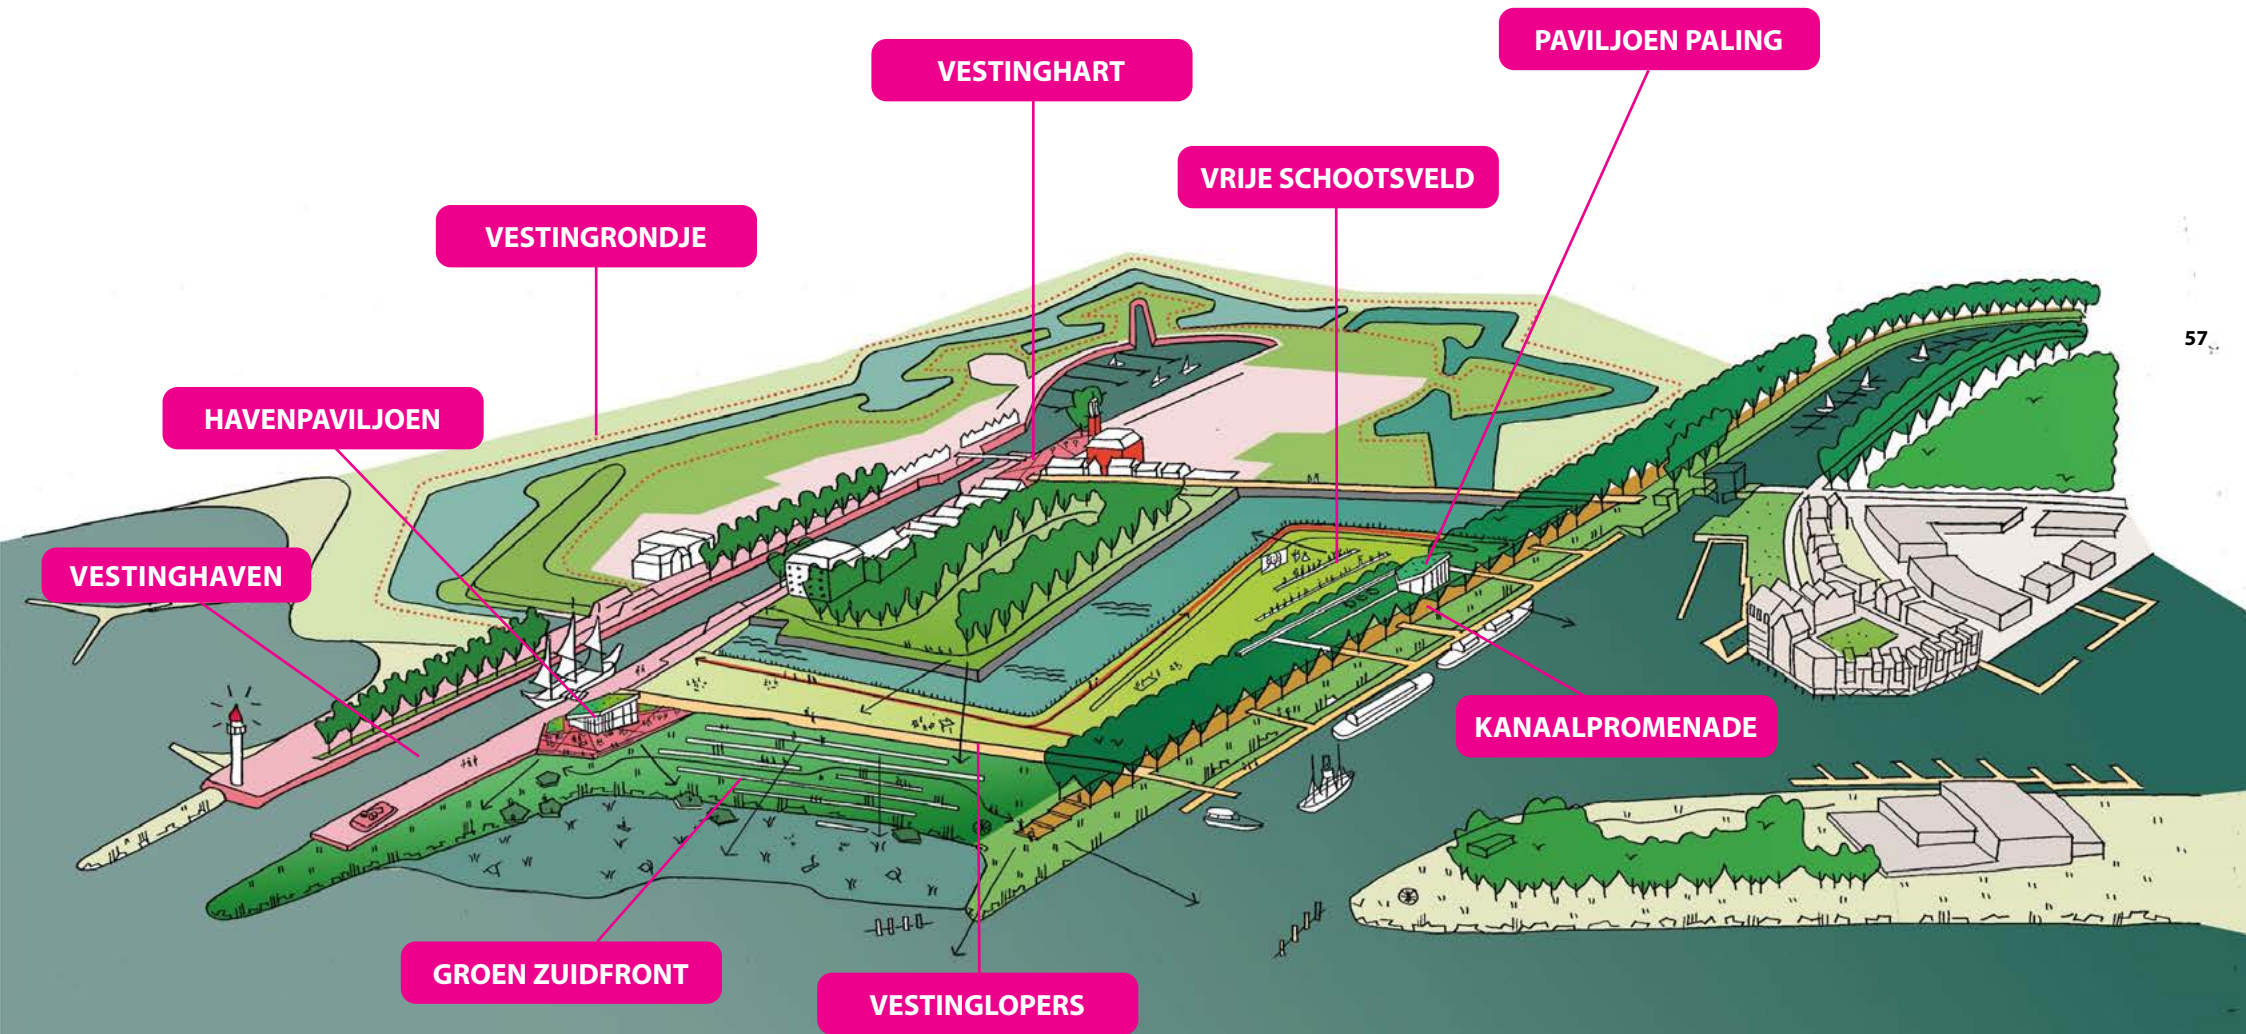 PAVILJOEN PALING
VESTINGHART
VRIJE SCHOOTSVELD
VESTINGRONDJE
57
HAVENPAVILJOEN
VESTINGHAVEN
KANAALPROMENADE
GROEN ZUIDFRONT
VESTINGLOPERS